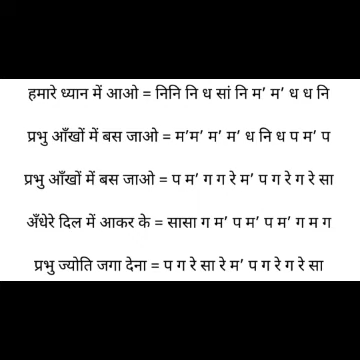 हमारे ध्यान में आओ = निनि नि ध सां नि म’ म’ ध ध नि
प्रभु आँखों में बस जाओ = म’म’ म’ म’ ध नि ध प म’ प
प्रभु आँखों में बस जाओ = प म’ ग ग रे म’ प ग रे ग रे सा
अँधेरे दिल में आकर के = सासा ग म’ प म’ प म’ ग म ग
प्रभु ज्योति जगा देना = प ग रे सा रे म’ प ग रे ग रे सा